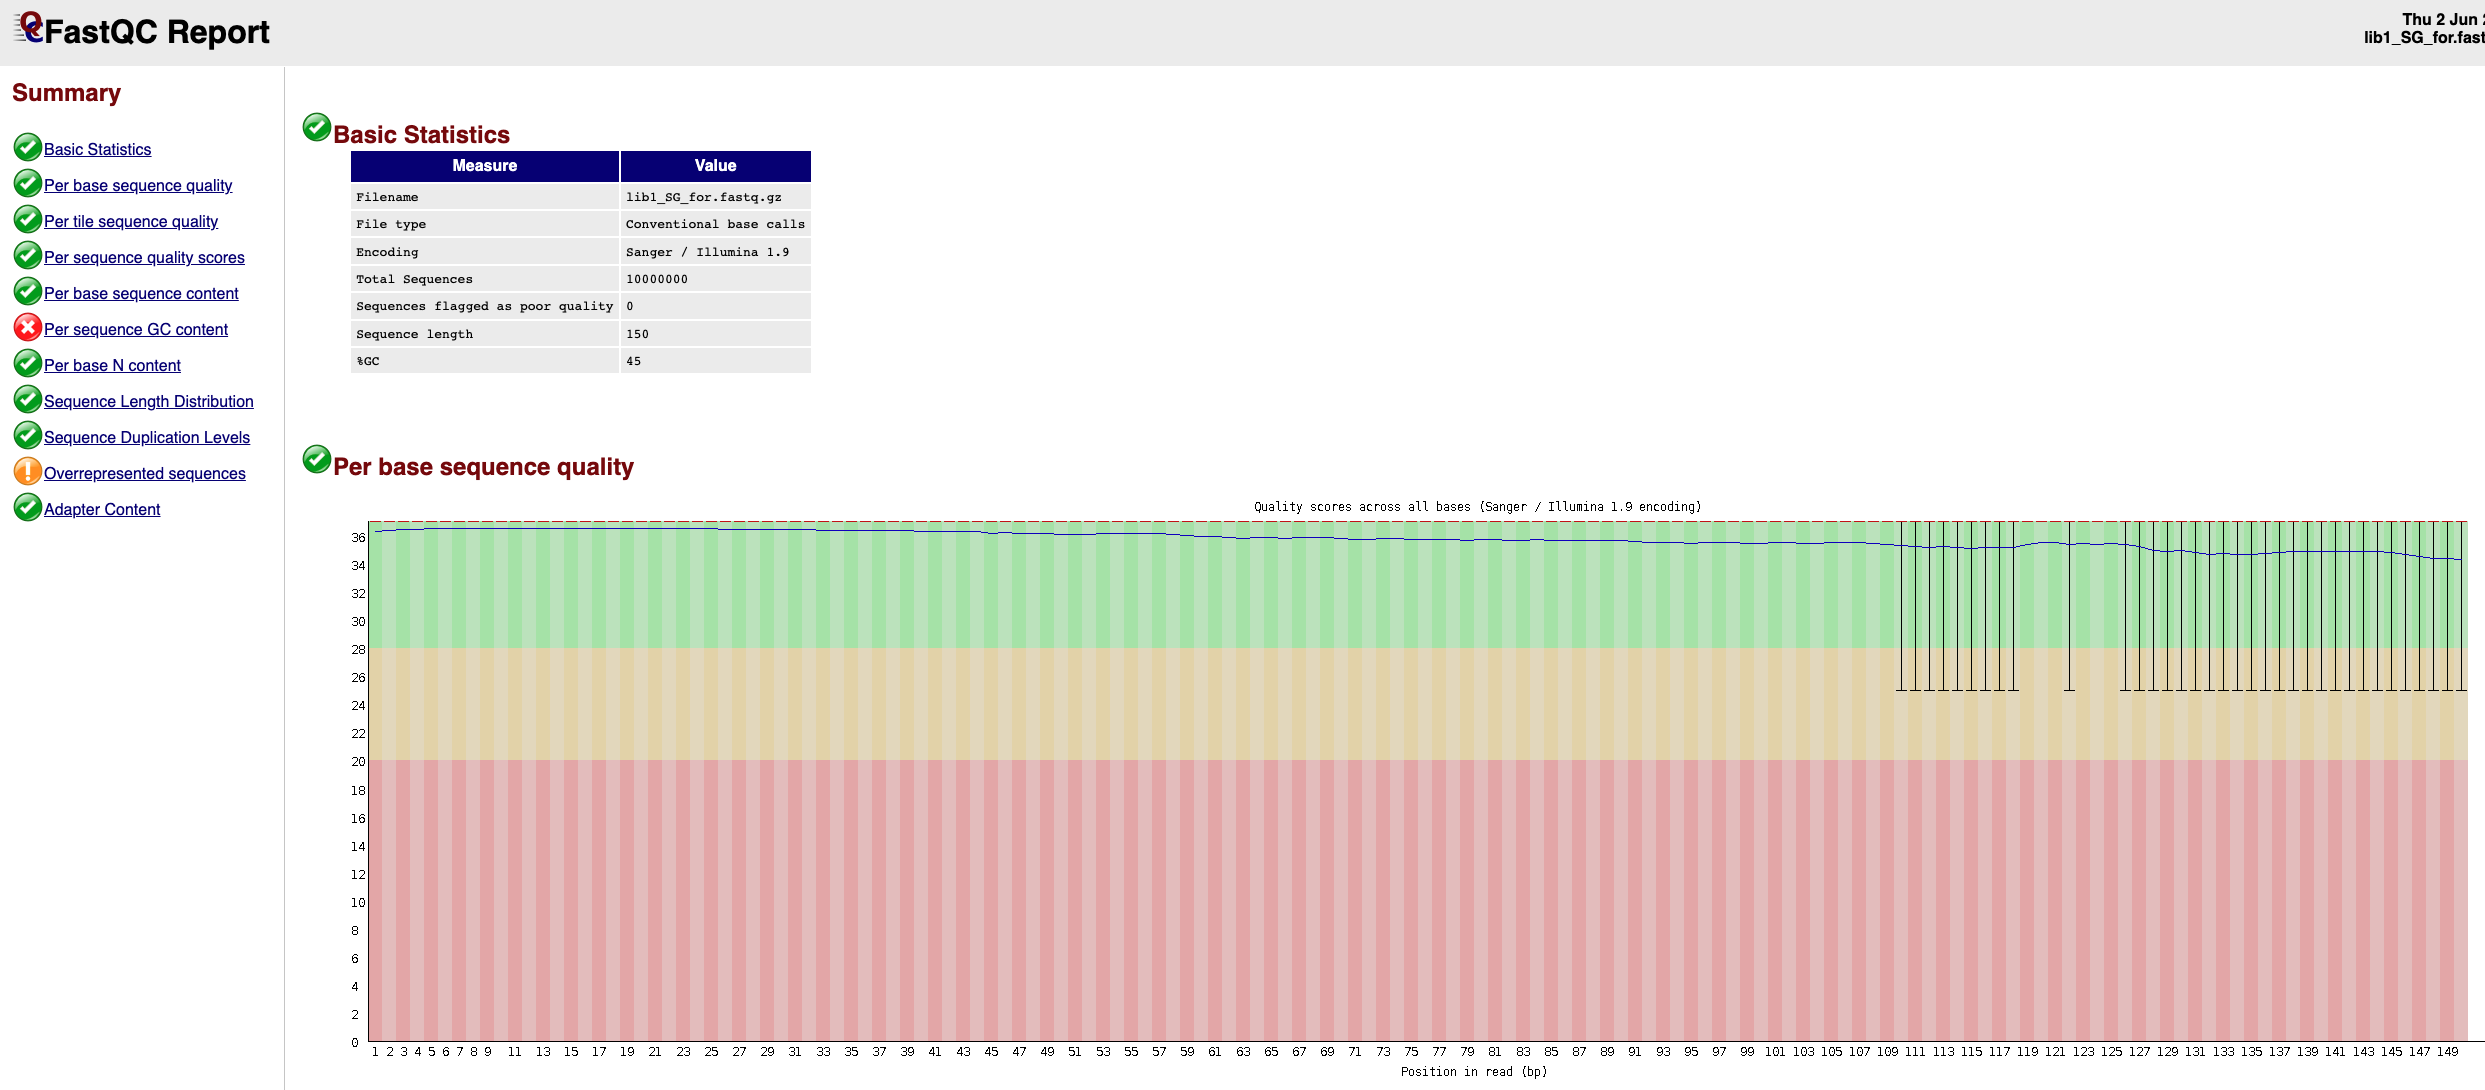 FastQC Report
Thu 2 Jun
lib1_SG_for.fast
Summary
Basic Statistics
Per base sequence quality
Per tile sequence quality
Per sequence quality scores
Per base sequence content
Per sequence GC content
Per base N content
Sequence Length Distribution
Sequence Duplication Levels
Overrepresented sequences
Adapter Content
Basic Statistics
Measure Value
Filename lib1_SG_for.fastq.gz
File type Conventional base calls
Encoding Sanger / Illumina 1.9
Total Sequences 10000000
Sequences flagged as poor quality 0
Sequence length 150
%GC 45
Per base sequence quality
Quality scores across all bases (Sanger / Illumina 1.9 encoding)
36
34
32
30
28
26
24
22
20
18
16
14
12
10
8
6
4
2
0
1 2 3 4 5 6 7 8 9 11 13 15 17 19 21 23 25 27 29 31 33 35 37 39 41 43 45 47 49 51 53 55 57 59 61 63 65 67 69 71 73 75 77 79 81 83 85 87 89 91 93 95 97 99 101 103 105 107 109 111 113 115 117 119 121 123 125 127 129 131 133 135 137 139 141 143 145 147 149
Position in read (bp)